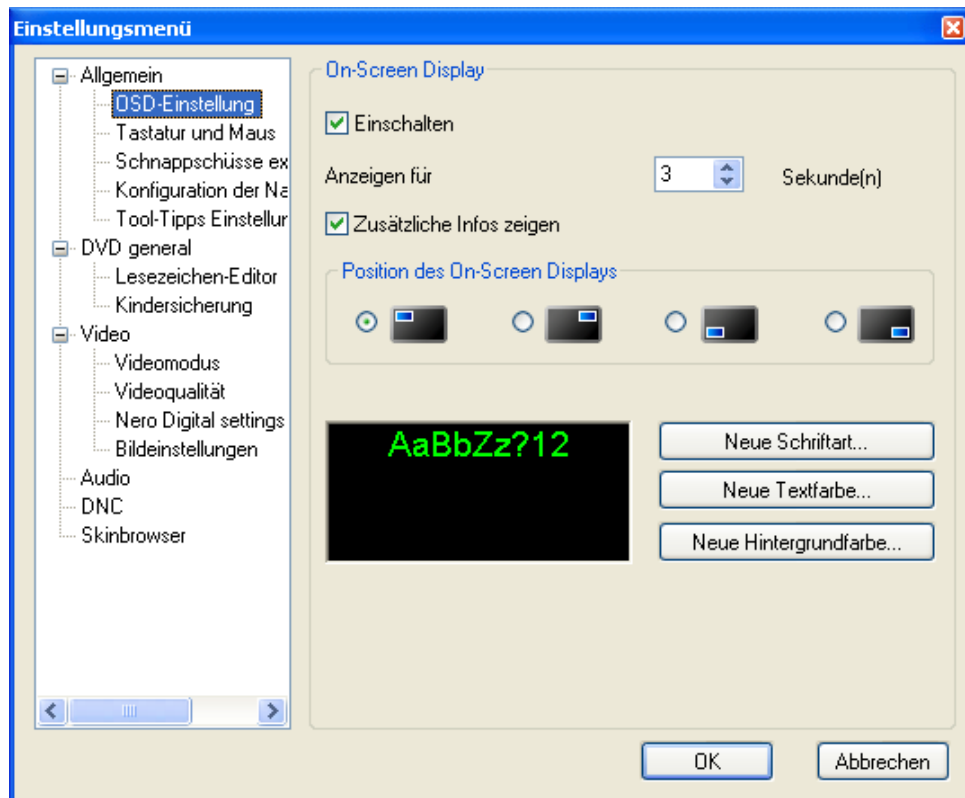 Einstellungsmenü
Allgemein
OSD-Einstellung
Tastatur und Maus
Schnappschüsse ex
Konfiguration der Na
Tool-Tipps Einstellur
DVD general
Lesezeichen-Editor
Kindersicherung
Video
Videomodus
Videoqualität
Nero Digital settings
Bildeinstellungen
Audio
DNC
Skinbrowser
On-Screen Display
Einschalten
Anzeigen für 3 Sekunde(n)
Zusätzliche Infos zeigen
Position des On-Screen Displays
AaBbZz?12
Neue Schriftart...
Neue Textfarbe...
Neue Hintergrundfarbe...
OK Abbrechen